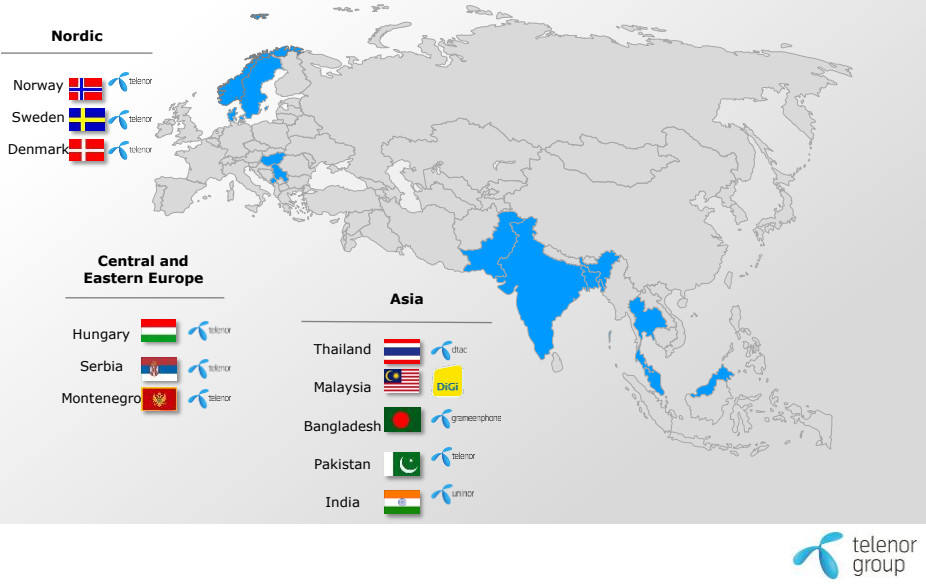 Nordic
Norway telenor
Sweden telenor
Denmark telenor
Central and
Eastern Europe
Hungary telenor
Serbia telenor
Montenegro telenor
Asia
Thailand dtac
Malaysia DiGi
Bangladesh grameenphone
Pakistan telenor
India uninor
telenor
group